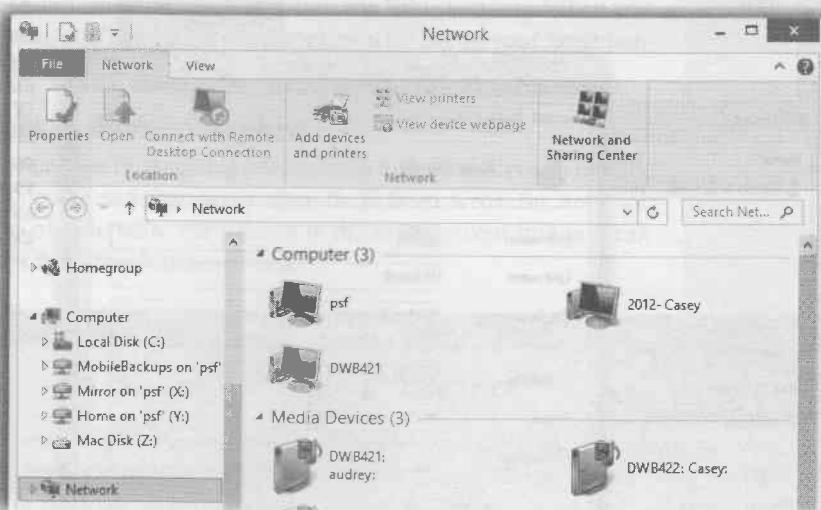 Network
File Network View
View printers
View device webpage
Properties Open Connect with Remote Desktop Connection
Add devices and printers
Network and Sharing Center
Location
Network
Network
Search Net...
Homegroup
Computer
Local Disk (C:)
MobileBackups on 'psf'
Mirror on 'psf' (X:)
Home on 'psf' (Y:)
Mac Disk (Z:)
Network
Computer (3)
psf
2012- Casey
DWB421
Media Devices (3)
DWB421:
audrey:
DWB422: Casey: